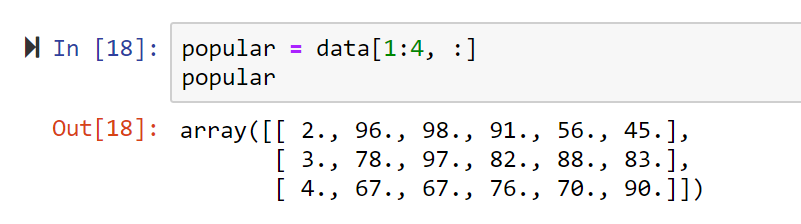 In [18]: popular = data[1:4, :]
popular
Out[18]: array([[ 2., 96., 98., 91., 56., 45.],
[ 3., 78., 97., 82., 88., 83.],
[ 4., 67., 67., 76., 70., 90.]])